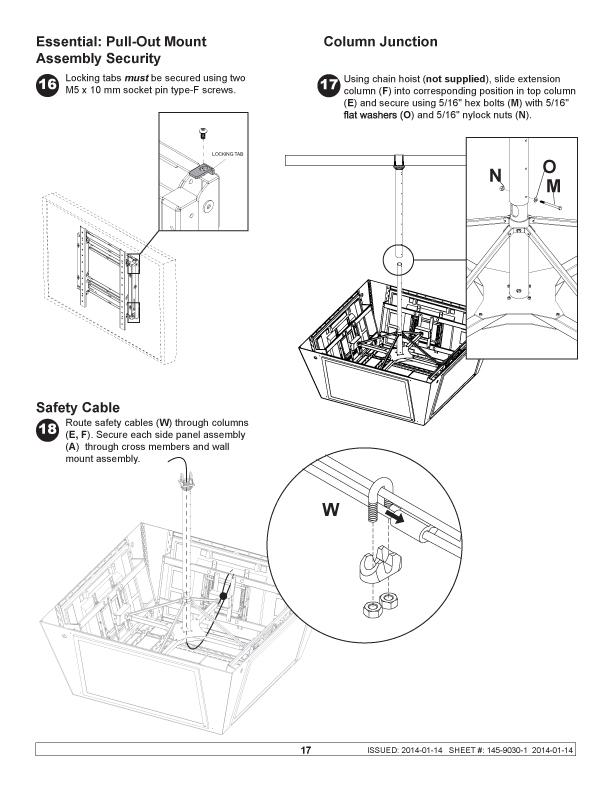 Essential: Pull-Out Mount
Assembly Security
16
Locking tabs must be secured using two
M5 x 10 mm socket pin type-F screws.
LOCKING TAB
Column Junction
17
Using chain hoist (not supplied), slide extension
column (F) into corresponding position in top column
(E) and secure using 5/16" hex bolts (M) with 5/16"
flat washers (O) and 5/16" nylock nuts (N).
N
O
M
Safety Cable
18
Route safety cables (W) through columns
(E, F). Secure each side panel assembly
(A) through cross members and wall
mount assembly.
W
17
ISSUED: 2014-01-14 SHEET #: 145-9030-1 2014-01-14